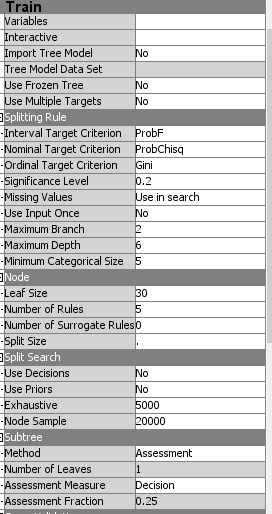 Train
Variables
Interactive
Import Tree Model No
Tree Model Data Set
Use Frozen Tree No
Use Multiple Targets No
Splitting Rule
Interval Target Criterion ProbF
Nominal Target Criterion ProbChisq
Ordinal Target Criterion Gini
Significance Level 0.2
Missing Values Use in search
Use Input Once No
Maximum Branch 2
Maximum Depth 6
Minimum Categorical Size 5
Node
Leaf Size 30
Number of Rules 5
Number of Surrogate Rules 0
Split Size .
Split Search
Use Decisions No
Use Priors No
Exhaustive 5000
Node Sample 20000
Subtree
Method Assessment
Number of Leaves 1
Assessment Measure Decision
Assessment Fraction 0.25